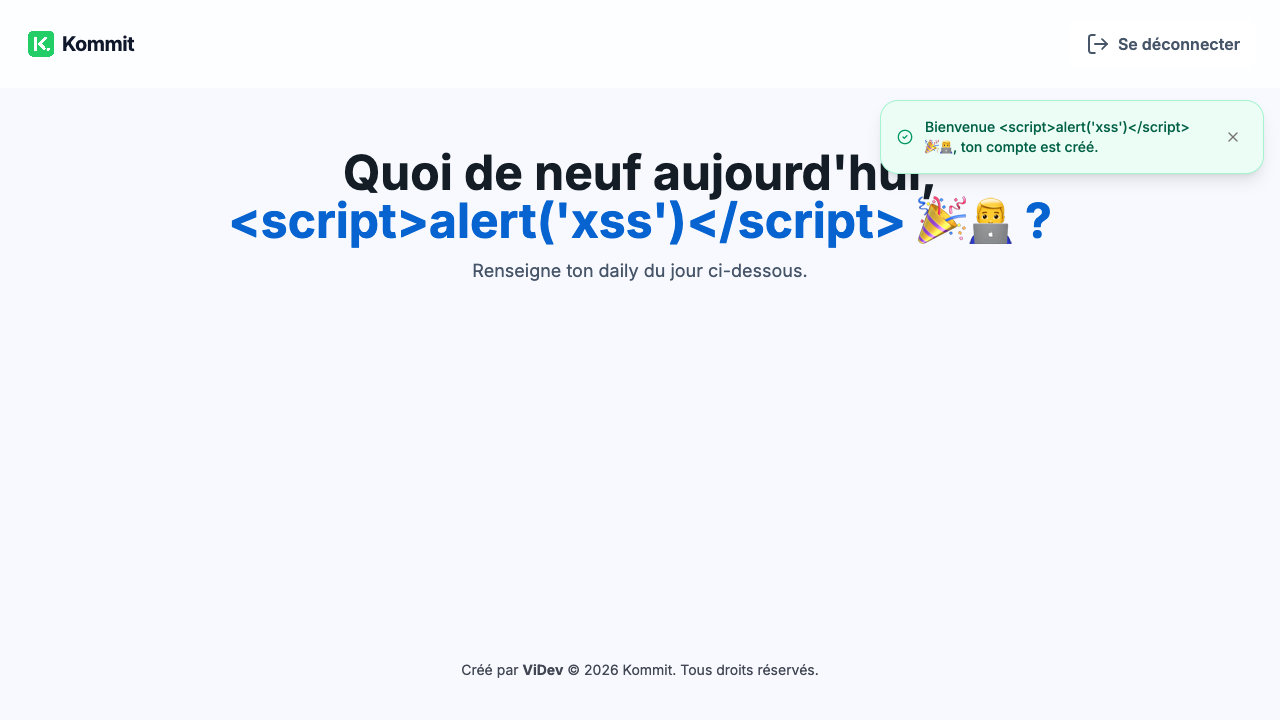 Kommit
Se déconnecter
Bienvenue <script>alert('xss')</script>
🎉👨‍💻, ton compte est créé.
Quoi de neuf aujourd'hui,
<script>alert('xss')</script> 🎉👨‍💻 ?
Renseigne ton daily du jour ci-dessous.
Créé par ViDev © 2026 Kommit. Tous droits réservés.